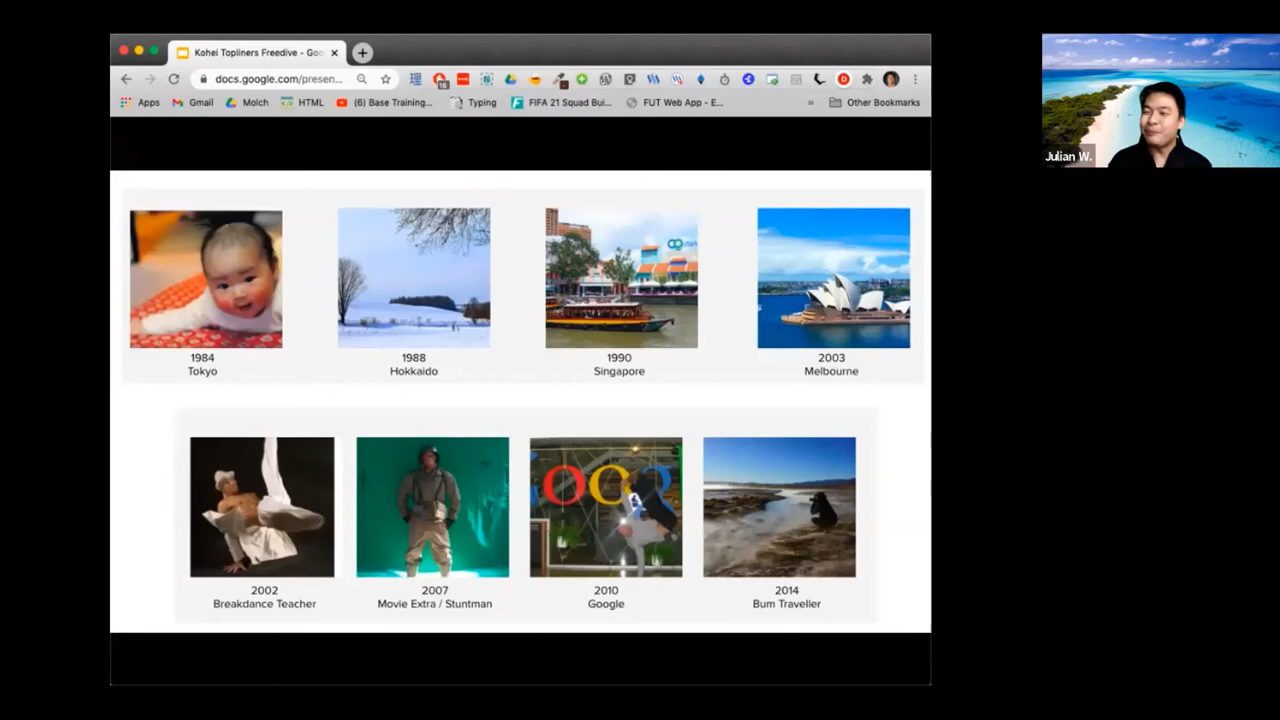 Kohei Topliners Freedive - Goo
docs.google.com/presen...
Apps
Gmail
Molch
HTML
(6) Base Training...
Typing
FIFA 21 Squad Bui...
FUT Web App - E...
»
Other Bookmarks
Julian W.
1984
Tokyo
1988
Hokkaido
1990
Singapore
2003
Melbourne
2002
Breakdance Teacher
2007
Movie Extra / Stuntman
2010
Google
2014
Bum Traveller